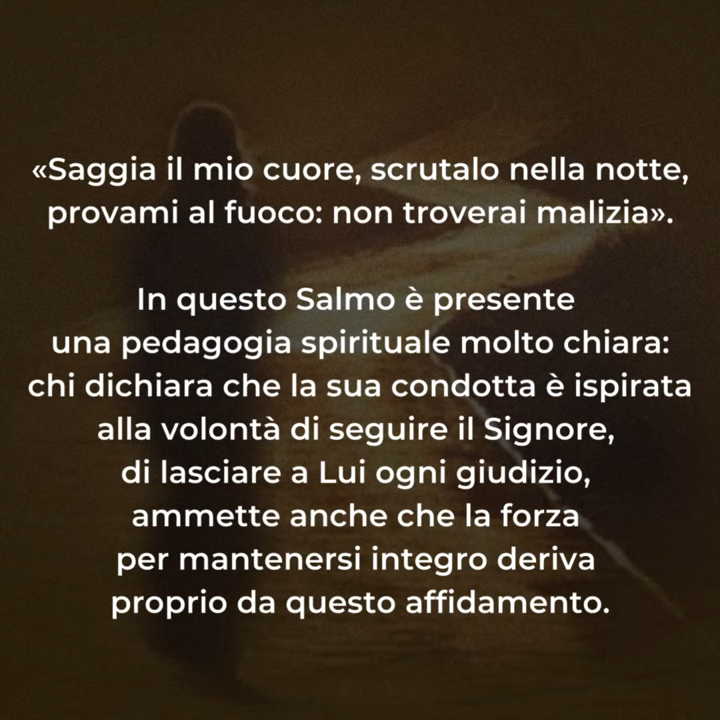 «Saggia il mio cuore, scrutalo nella notte,
provami al fuoco: non troverai malizia».
In questo Salmo è presente
una pedagogia spirituale molto chiara:
chi dichiara che la sua condotta è ispirata
alla volontà di seguire il Signore,
di lasciare a Lui ogni giudizio,
ammette anche che la forza
per mantenersi integro deriva
proprio da questo affidamento.